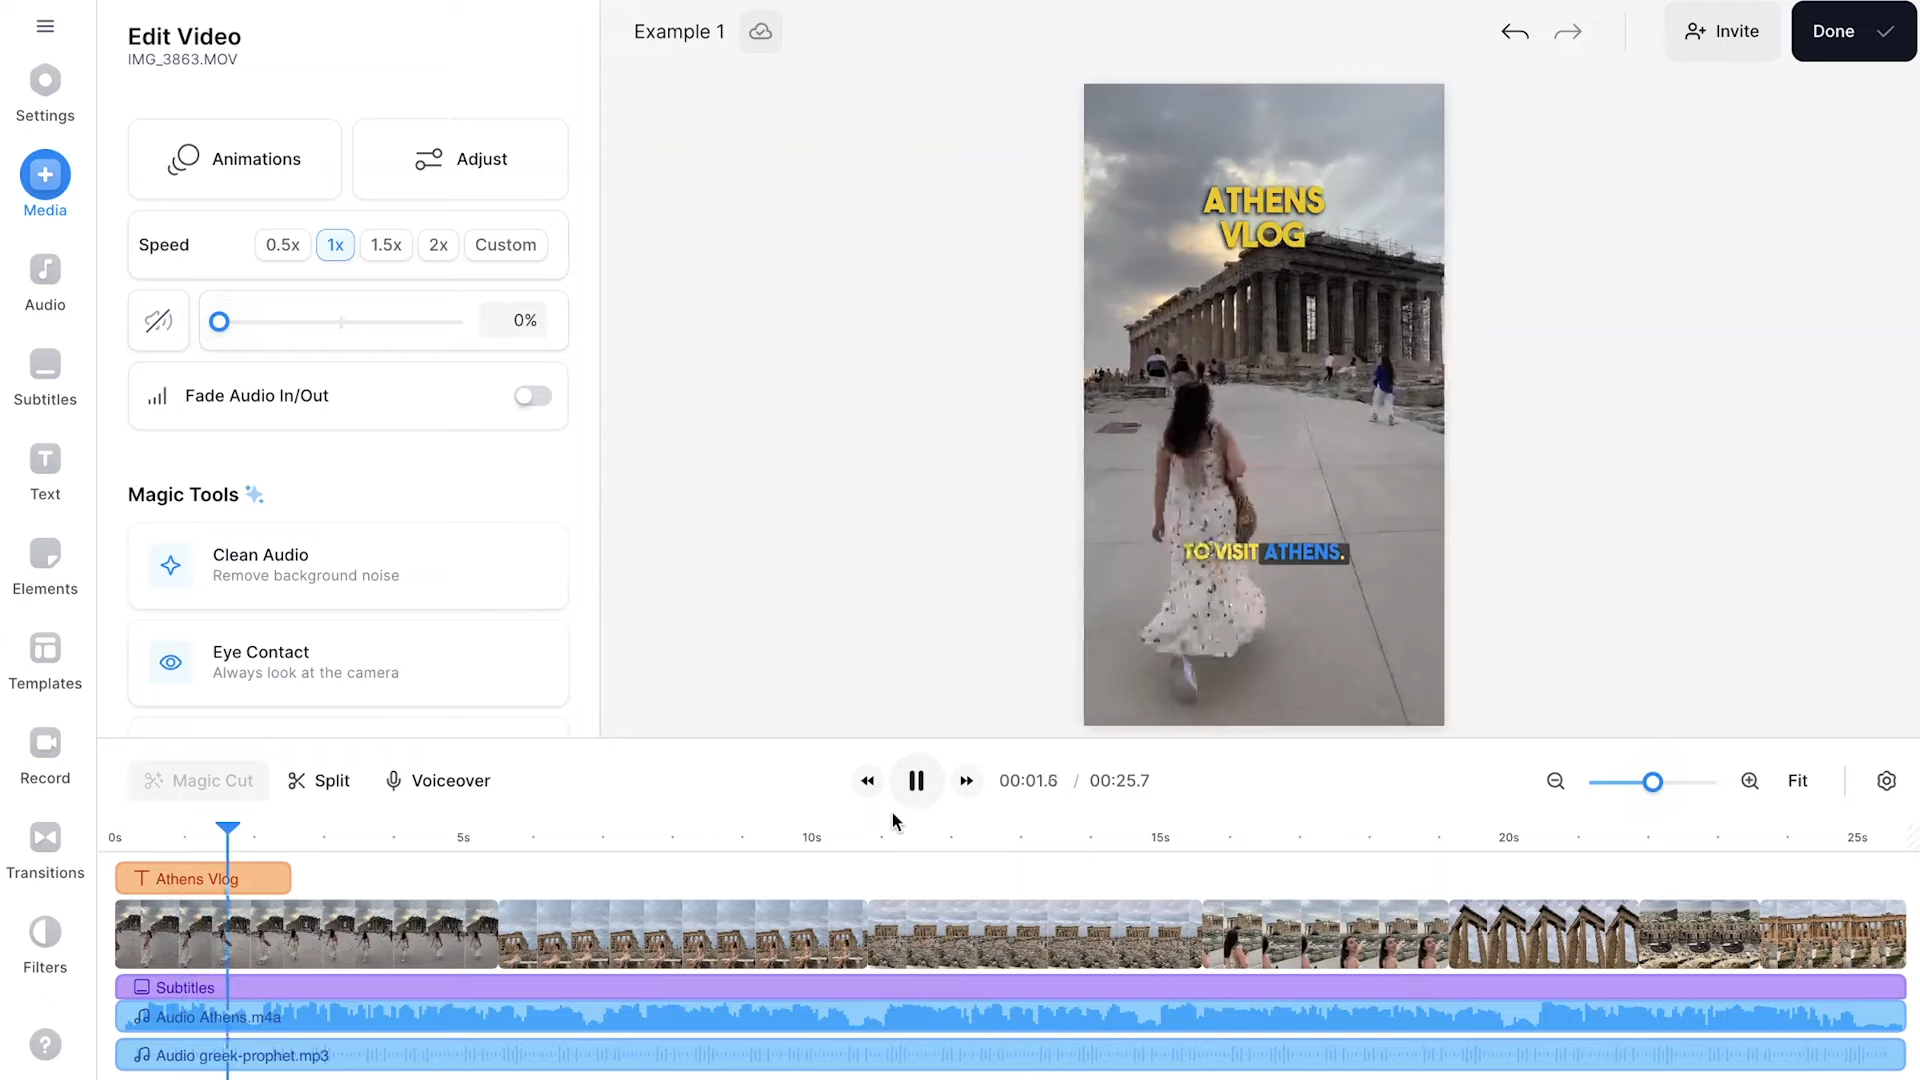 Edit Video
IMG_3863.MOV
Example 1
Invite
Done
Settings
Media
Audio
Subtitles
Text
Elements
Templates
Record
Transitions
Filters
?
Animations
Adjust
Speed
0.5x
1x
1.5x
2x
Custom
0%
Fade Audio In/Out
Magic Tools
Clean Audio
Remove background noise
Eye Contact
Always look at the camera
ATHENS
VLOG
TO VISIT ATHENS.
Magic Cut
Split
Voiceover
00:01.6 / 00:25.7
Fit
0s
5s
10s
15s
20s
25s
T Athens Vlog
Subtitles
Audio Athens.m4a
Audio greek-prophet.mp3